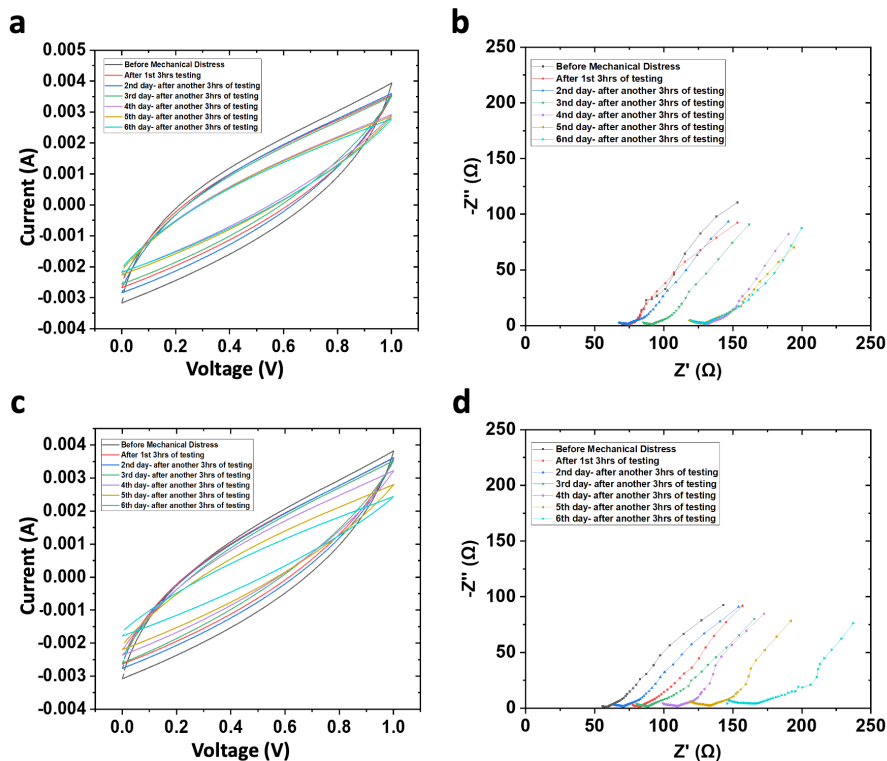 a
0.005
0.004
0.003
0.002
0.001
0.000
-0.001
-0.002
-0.003
-0.004
Current (A)
Before Mechanical Distress
After 1st 3hrs testing
2nd day- after another 3hrs of testing
3rd day- after another 3hrs of testing
4th day- after another 3hrs of testing
5th day- after another 3hrs of testing
6th day- after another 3hrs of testing
0.0 0.2 0.4 0.6 0.8 1.0
Voltage (V)
b
250
200
150
100
50
0
-Z'' (Ω)
Before Mechanical Distress
After 1st 3hrs of testing
2nd day- after another 3hrs of testing
3nd day- after another 3hrs of testing
4nd day- after another 3hrs of testing
5nd day- after another 3hrs of testing
6nd day- after another 3hrs of testing
0 50 100 150 200 250
Z' (Ω)
c
0.004
0.003
0.002
0.001
0.000
-0.001
-0.002
-0.003
-0.004
Current (A)
Before Mechanical Distress
After 1st 3hrs of testing
2nd day- after another 3hrs of testing
3rd day- after another 3hrs of testing
4th day- after another 3hrs of testing
5th day- after another 3hrs of testing
6th day- after another 3hrs of testing
0.0 0.2 0.4 0.6 0.8 1.0
Voltage (V)
d
250
200
150
100
50
0
-Z'' (Ω)
Before Mechanical Distress
After 1st 3hrs of testing
2nd day- after another 3hrs of testing
3rd day- after another 3hrs of testing
4th day- after another 3hrs of testing
5th day- after another 3hrs of testing
6th day- after another 3hrs of testing
0 50 100 150 200 250
Z' (Ω)